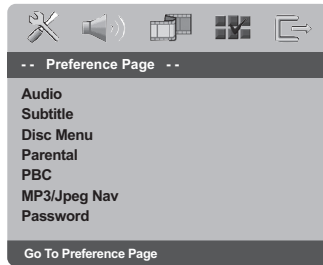 - - Preference Page - -
Audio
Subtitle
Disc Menu
Parental
PBC
MP3/Jpeg Nav
Password
Go To Preference Page